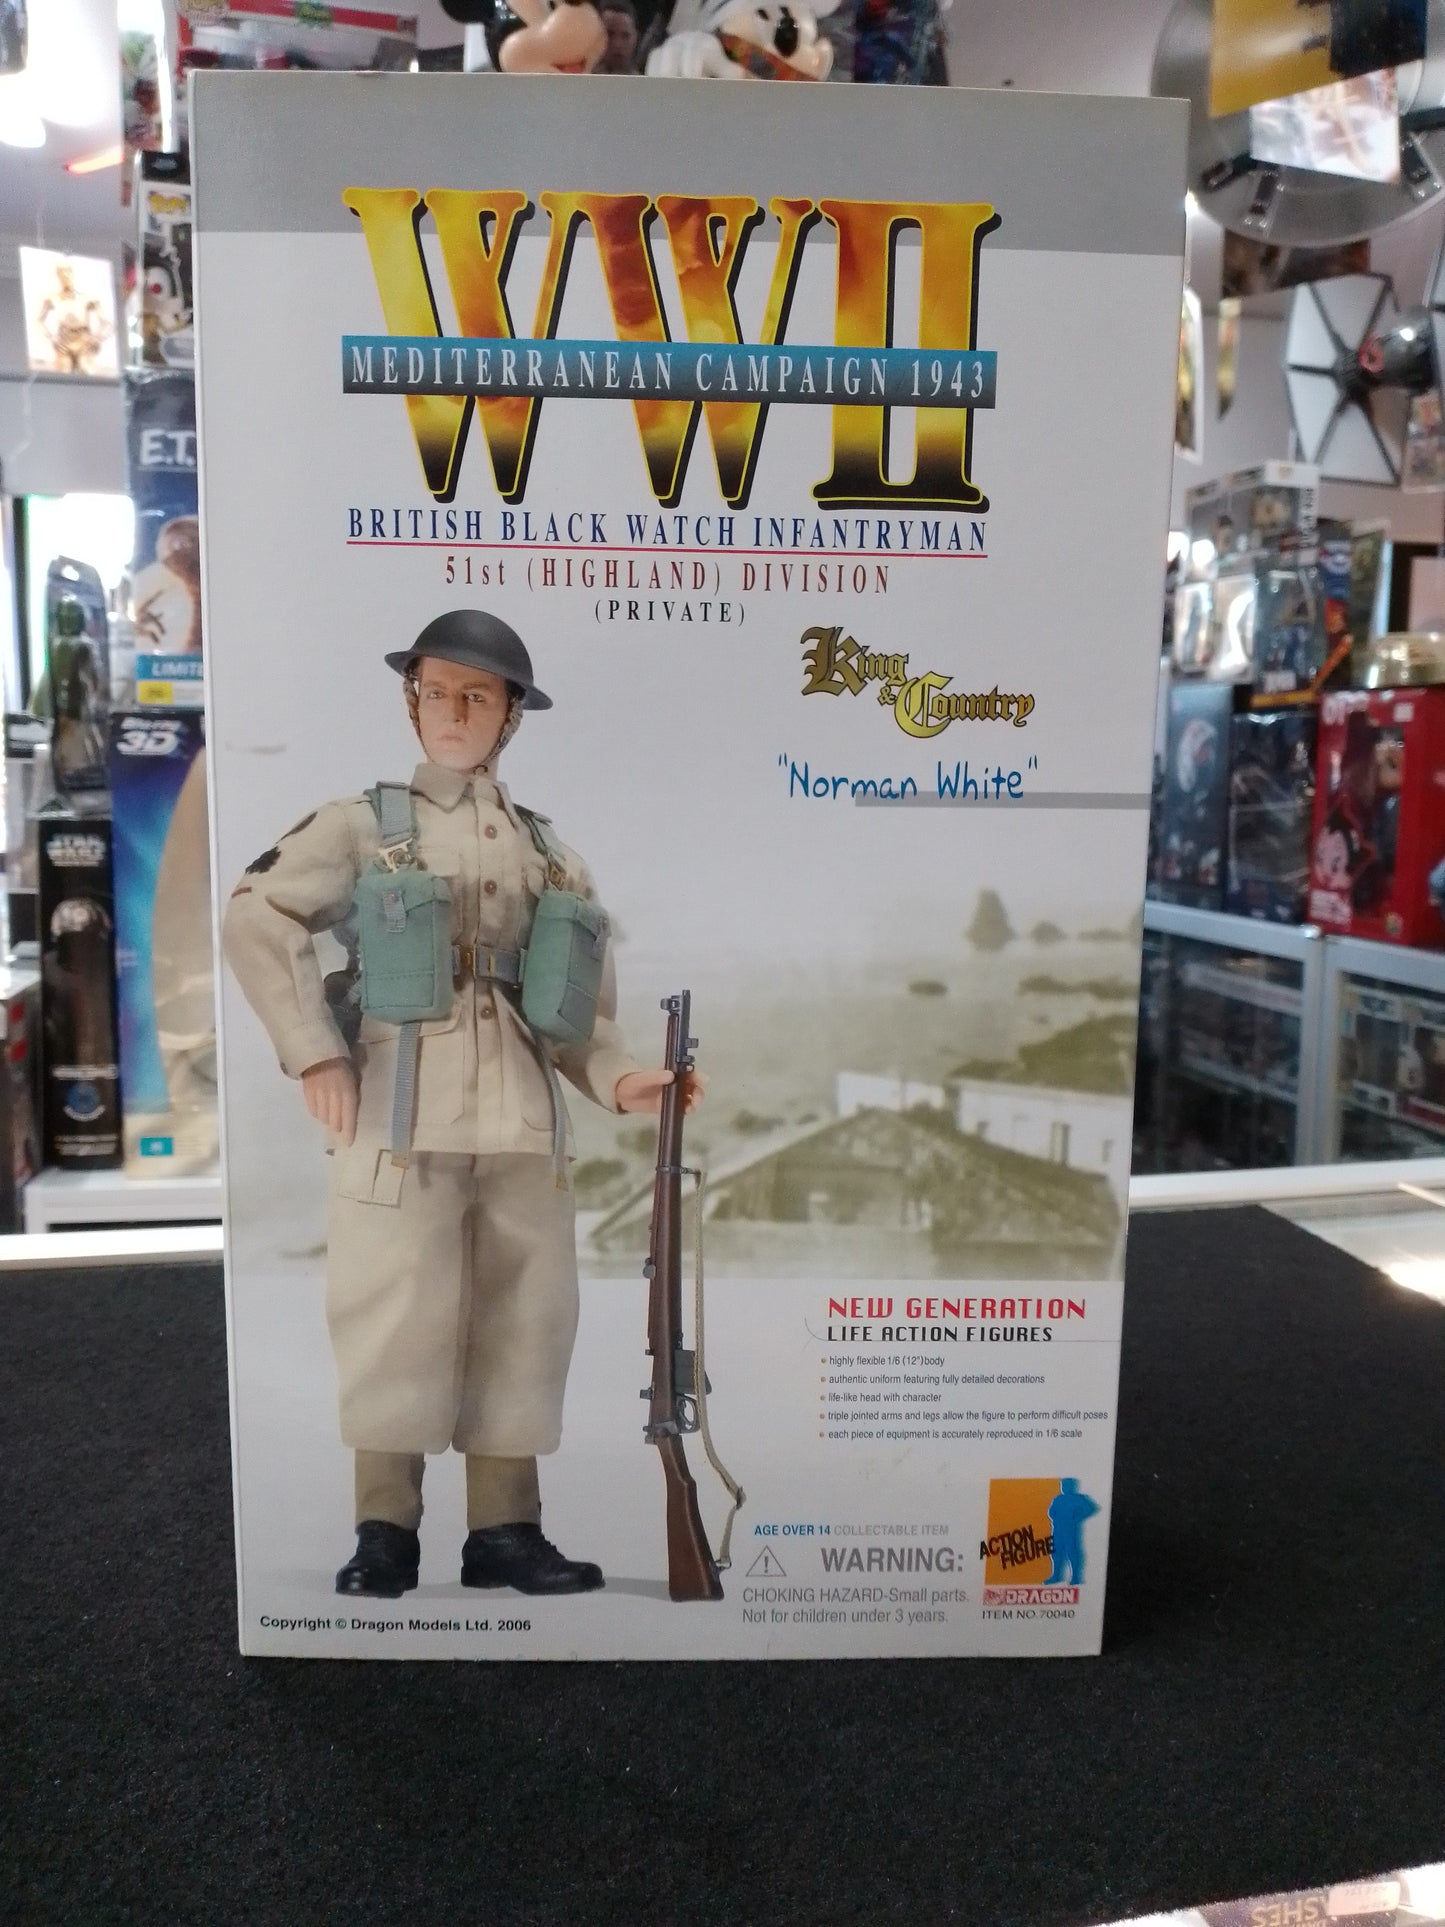 WWII
MEDITERRANEAN CAMPAIGN 1943
BRITISH BLACK WATCH INFANTRYMAN
51st (HIGHLAND) DIVISION
(PRIVATE)
King
& Country
"Norman White"
NEW GENERATION
LIFE ACTION FIGURES
• highly flexible 1/6 (12")body
• authentic uniform featuring fully detailed decorations
• life-like head with character
• triple jointed arms and legs allow the figure to perform difficult poses
• each piece of equipment is accurately reproduced in 1/6 scale
AGE OVER 14 COLLECTABLE ITEM
WARNING:
CHOKING HAZARD-Small parts.
Not for children under 3 years.
ACTION
FIGURE
DRAGON
ITEM NO.70040
Copyright © Dragon Models Ltd. 2006
E.T.
3D
STAR
WARS